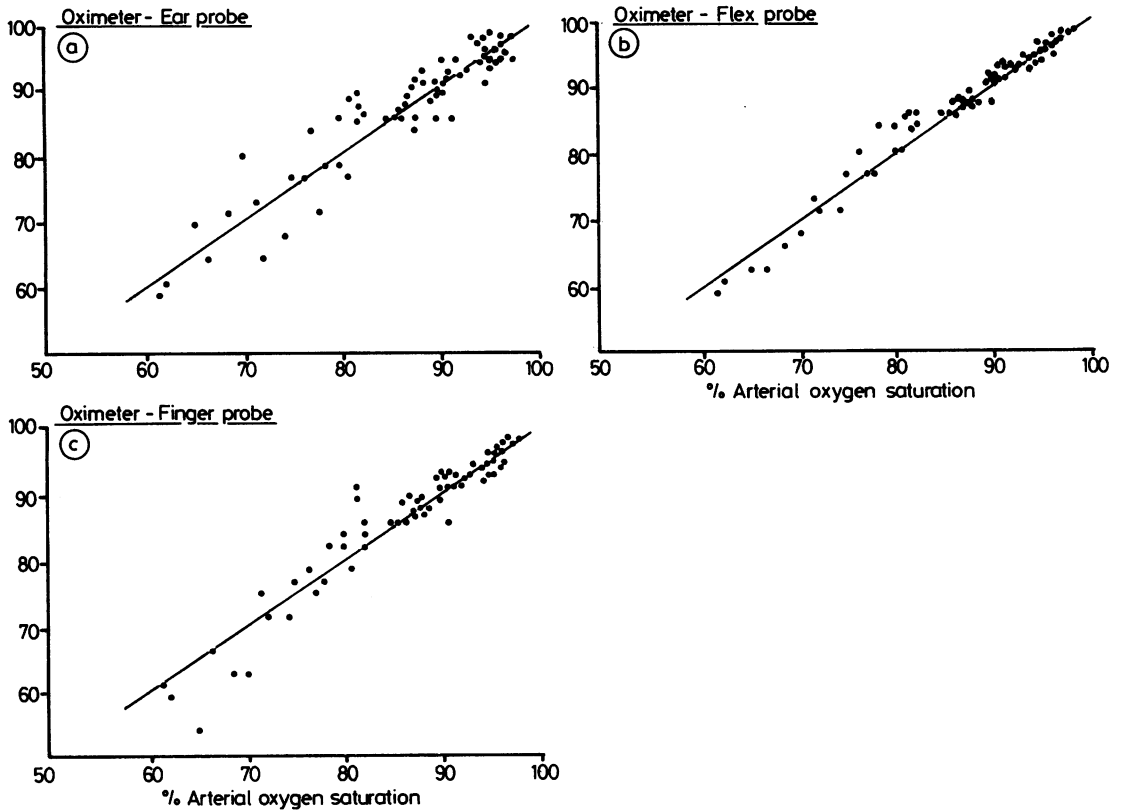 Oximeter - Ear probe
a
100
90
80
70
60
50 60 70 80 90 100
Oximeter - Flex probe
b
100
90
80
70
60
50 60 70 80 90 100
% Arterial oxygen saturation
Oximeter - Finger probe
c
100
90
80
70
60
50 60 70 80 90 100
% Arterial oxygen saturation